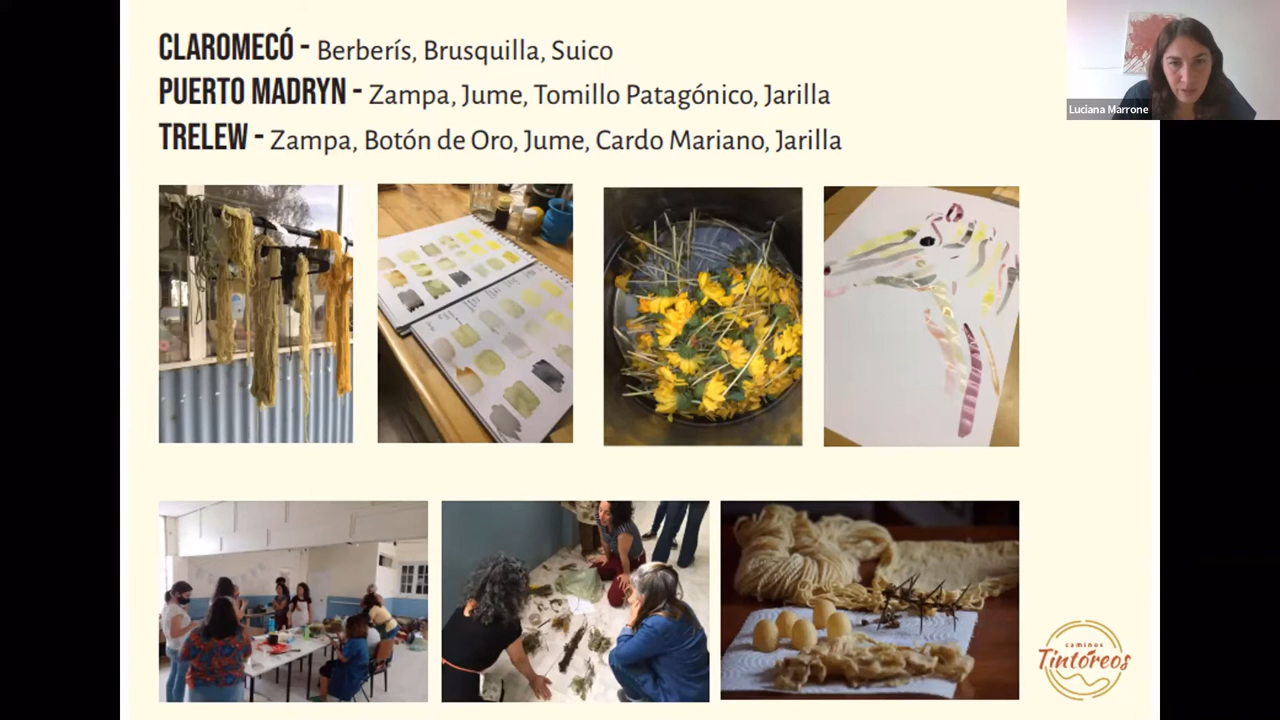 CLAROMECÓ - Berberís, Brusquilla, Suico
PUERTO MADRYN - Zampa, Jume, Tomillo Patagónico, Jarilla
TRELEW - Zampa, Botón de Oro, Jume, Cardo Mariano, Jarilla
Luciana Marrone
caminos
Tintóreos